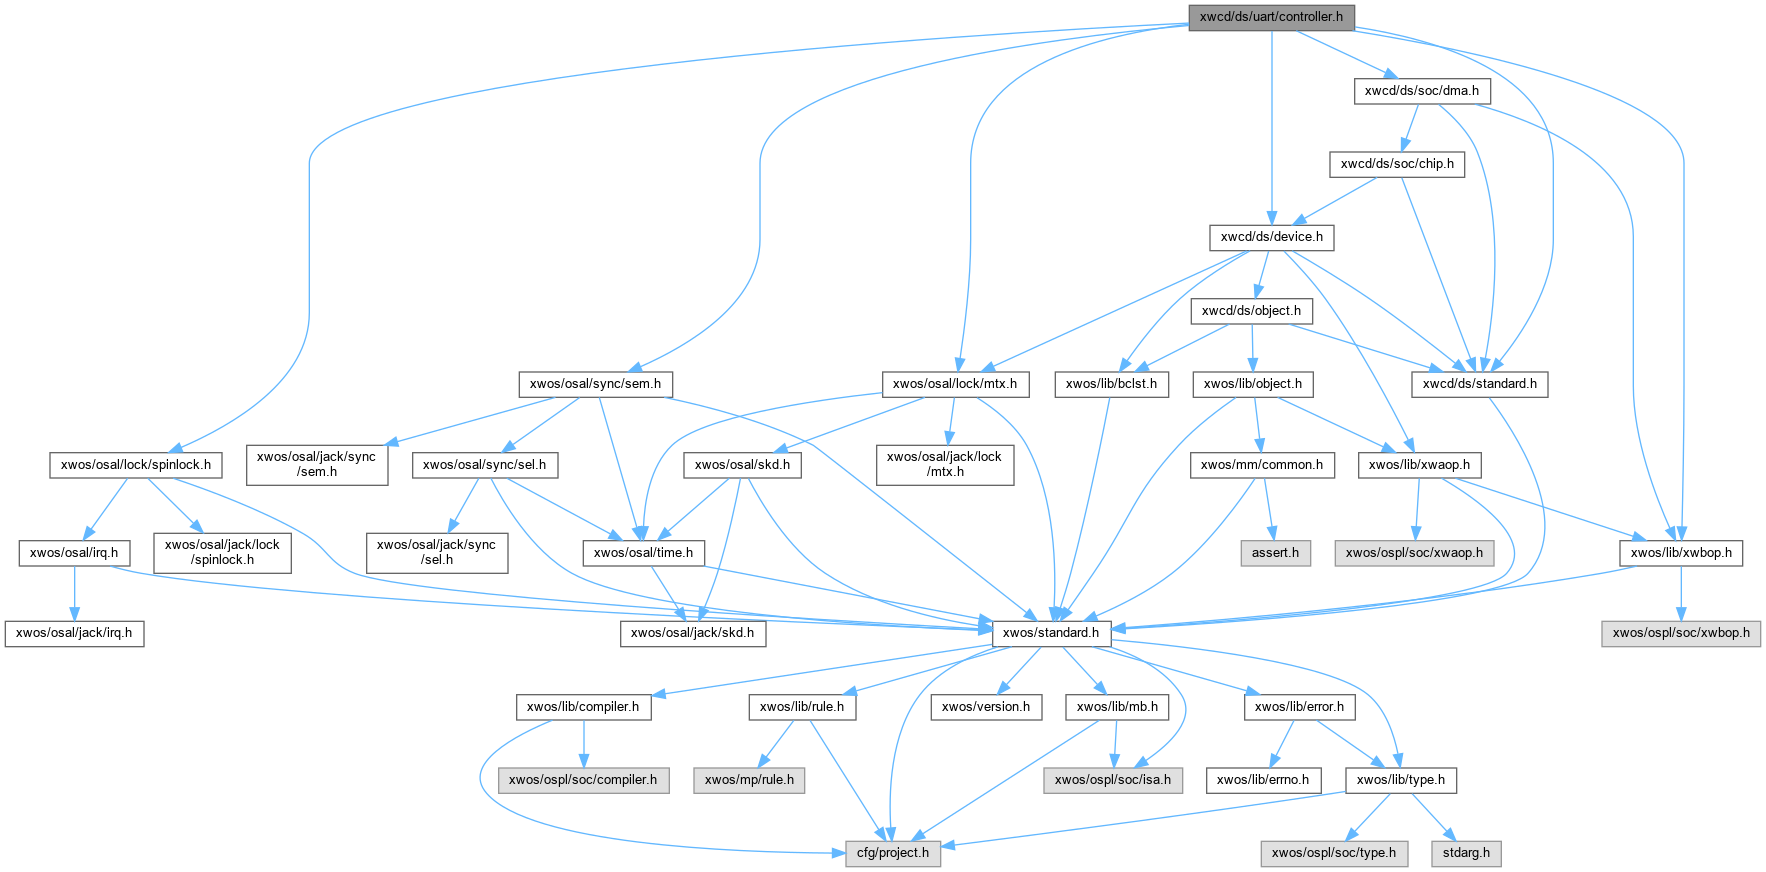 xwcd/ds/uart/controller.h
xwcd/ds/soc/dma.h
xwcd/ds/soc/chip.h
xwcd/ds/device.h
xwcd/ds/object.h
xwos/osal/sync/sem.h
xwos/osal/lock/mtx.h
xwos/lib/bclst.h
xwos/lib/object.h
xwcd/ds/standard.h
xwos/osal/lock/spinlock.h
xwos/osal/jack/sync
/sem.h
xwos/osal/sync/sel.h
xwos/osal/skd.h
xwos/osal/jack/lock
/mtx.h
xwos/mm/common.h
xwos/lib/xwaop.h
xwos/osal/irq.h
xwos/osal/jack/lock
/spinlock.h
xwos/osal/jack/sync
/sel.h
xwos/osal/time.h
assert.h
xwos/ospl/soc/xwaop.h
xwos/lib/xwbop.h
xwos/osal/jack/irq.h
xwos/osal/jack/skd.h
xwos/standard.h
xwos/ospl/soc/xwbop.h
xwos/lib/compiler.h
xwos/lib/rule.h
xwos/version.h
xwos/lib/mb.h
xwos/lib/error.h
xwos/ospl/soc/compiler.h
xwos/mp/rule.h
xwos/ospl/soc/isa.h
xwos/lib/errno.h
xwos/lib/type.h
cfg/project.h
xwos/ospl/soc/type.h
stdarg.h